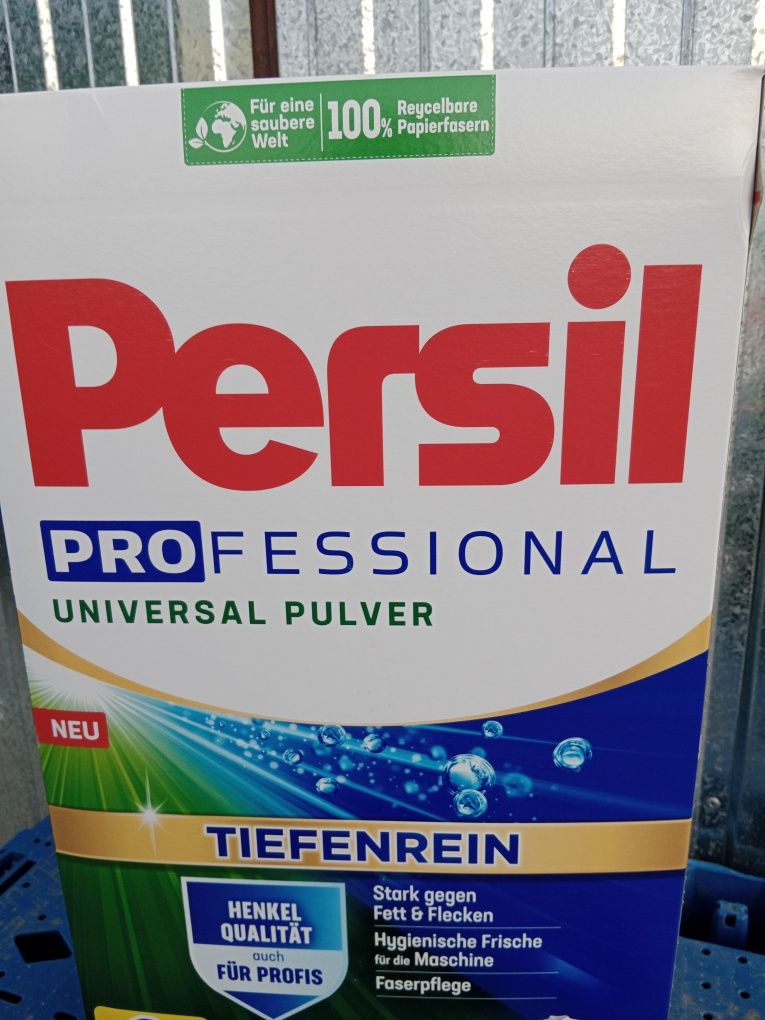 Für eine
saubere
Welt
100%
Reycelbare
Papierfasern
Persil
PROFESSIONAL
UNIVERSAL PULVER
NEU
TIEFENREIN
HENKEL
QUALITÄT
auch
FÜR PROFIS
Stark gegen
Fett & Flecken
Hygienische Frische
für die Maschine
Faserpflege